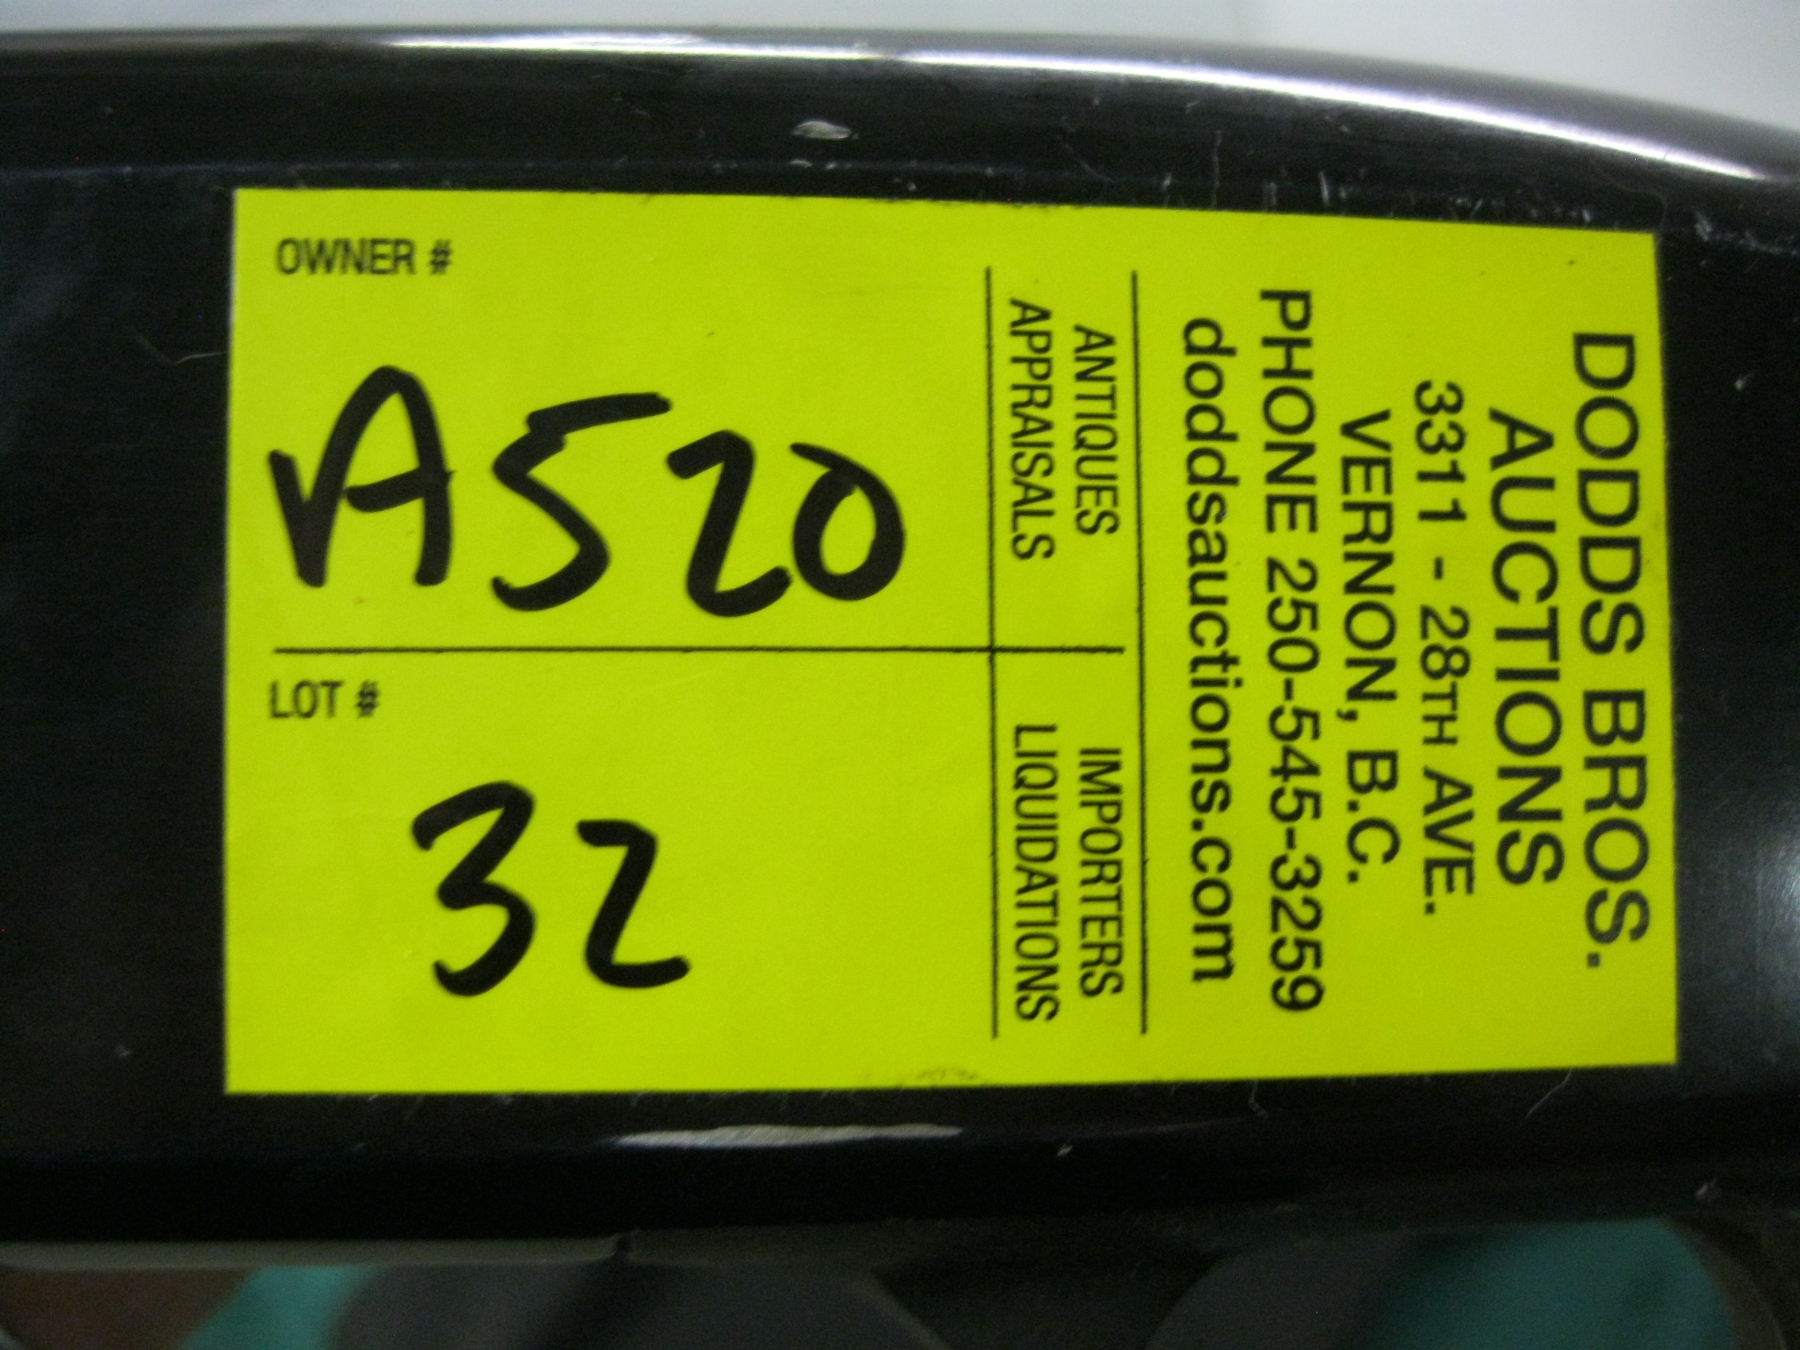 DODDS BROS.
AUCTIONS
3311 - 28TH AVE.
VERNON, B.C.
PHONE 250-545-3259
doddsauctions.com
ANTIQUES IMPORTERS
APPRAISALS LIQUIDATIONS
OWNER #
A520
LOT #
32